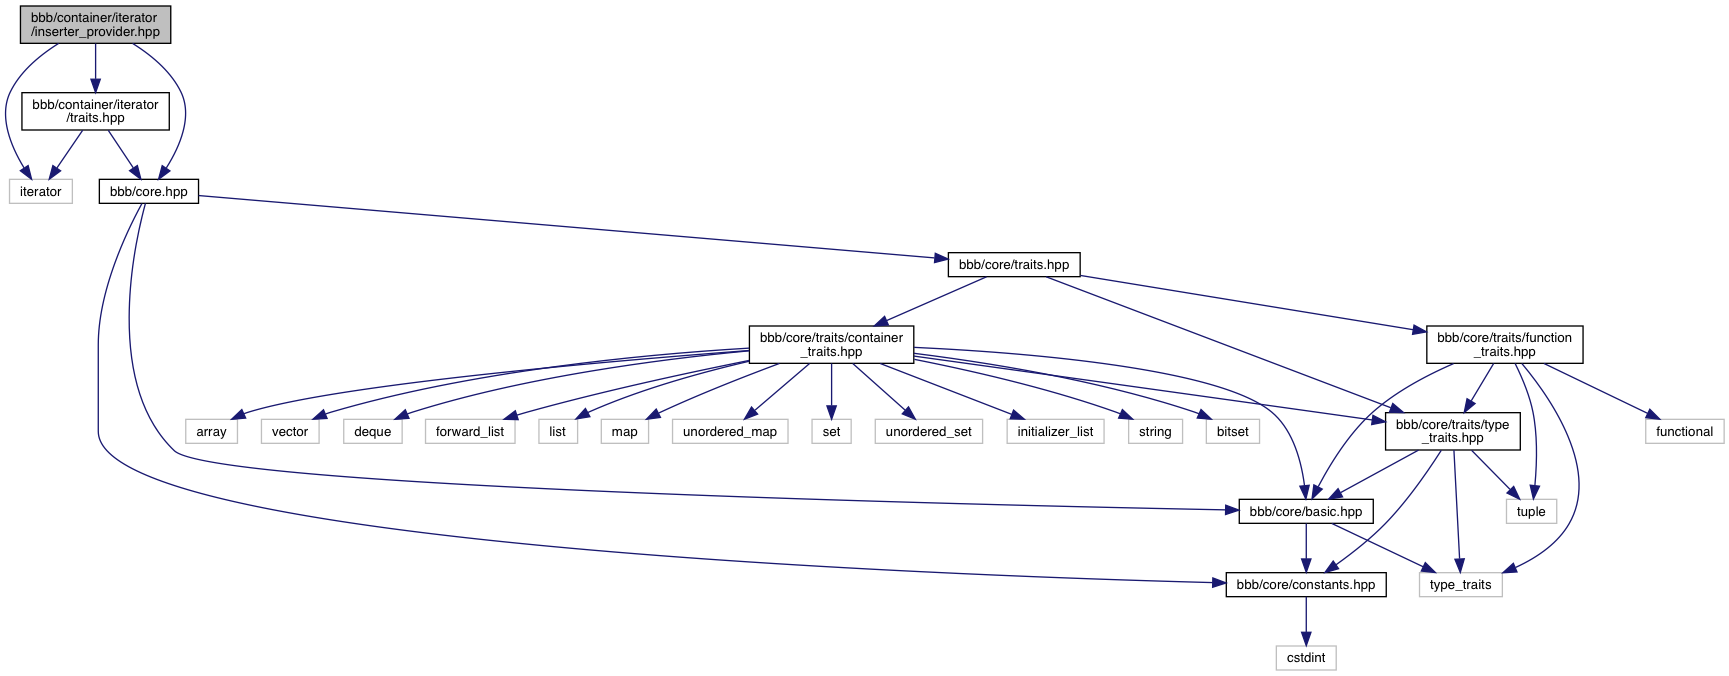 bbb/container/iterator
/inserter_provider.hpp
bbb/container/iterator
/traits.hpp
iterator
bbb/core.hpp
bbb/core/traits.hpp
bbb/core/traits/container
_traits.hpp
bbb/core/traits/function
_traits.hpp
array
vector
deque
forward_list
list
map
unordered_map
set
unordered_set
initializer_list
string
bitset
bbb/core/traits/type
_traits.hpp
functional
bbb/core/basic.hpp
tuple
bbb/core/constants.hpp
type_traits
cstdint